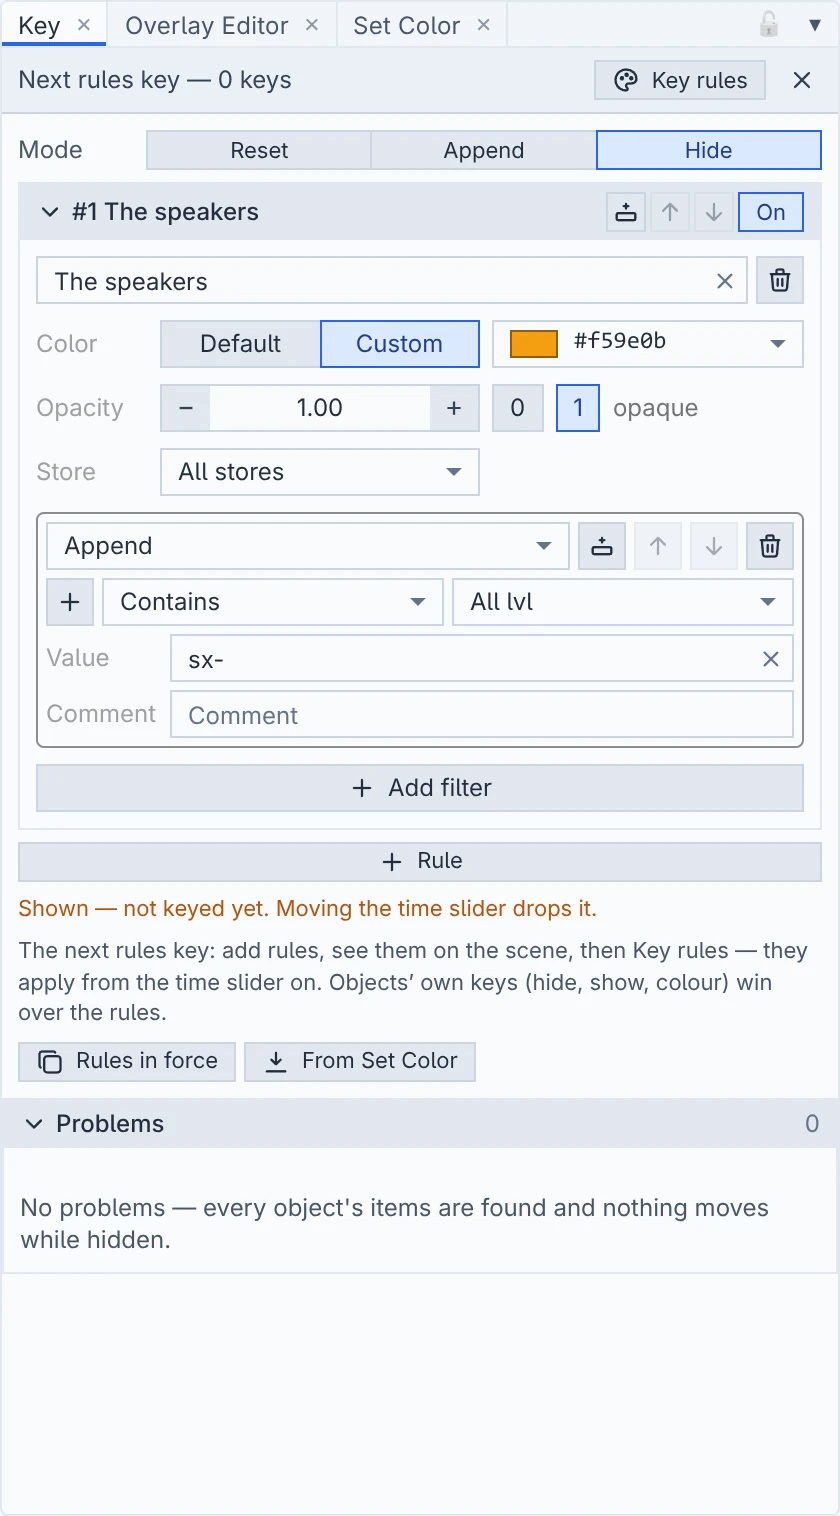 Key
Overlay Editor
Set Color
Next rules key — 0 keys
Key rules
Mode
Reset
Append
Hide
#1 The speakers
On
The speakers
Color
Default
Custom
#f59e0b
Opacity
− 1.00 +
0
1
opaque
Store
All stores
Append
Contains
All lvl
Value
sx-
Comment
Comment
+ Add filter
+ Rule
Shown — not keyed yet. Moving the time slider drops it.
The next rules key: add rules, see them on the scene, then Key rules — they
apply from the time slider on. Objects’ own keys (hide, show, colour) win
over the rules.
Rules in force
From Set Color
Problems
0
No problems — every object's items are found and nothing moves
while hidden.